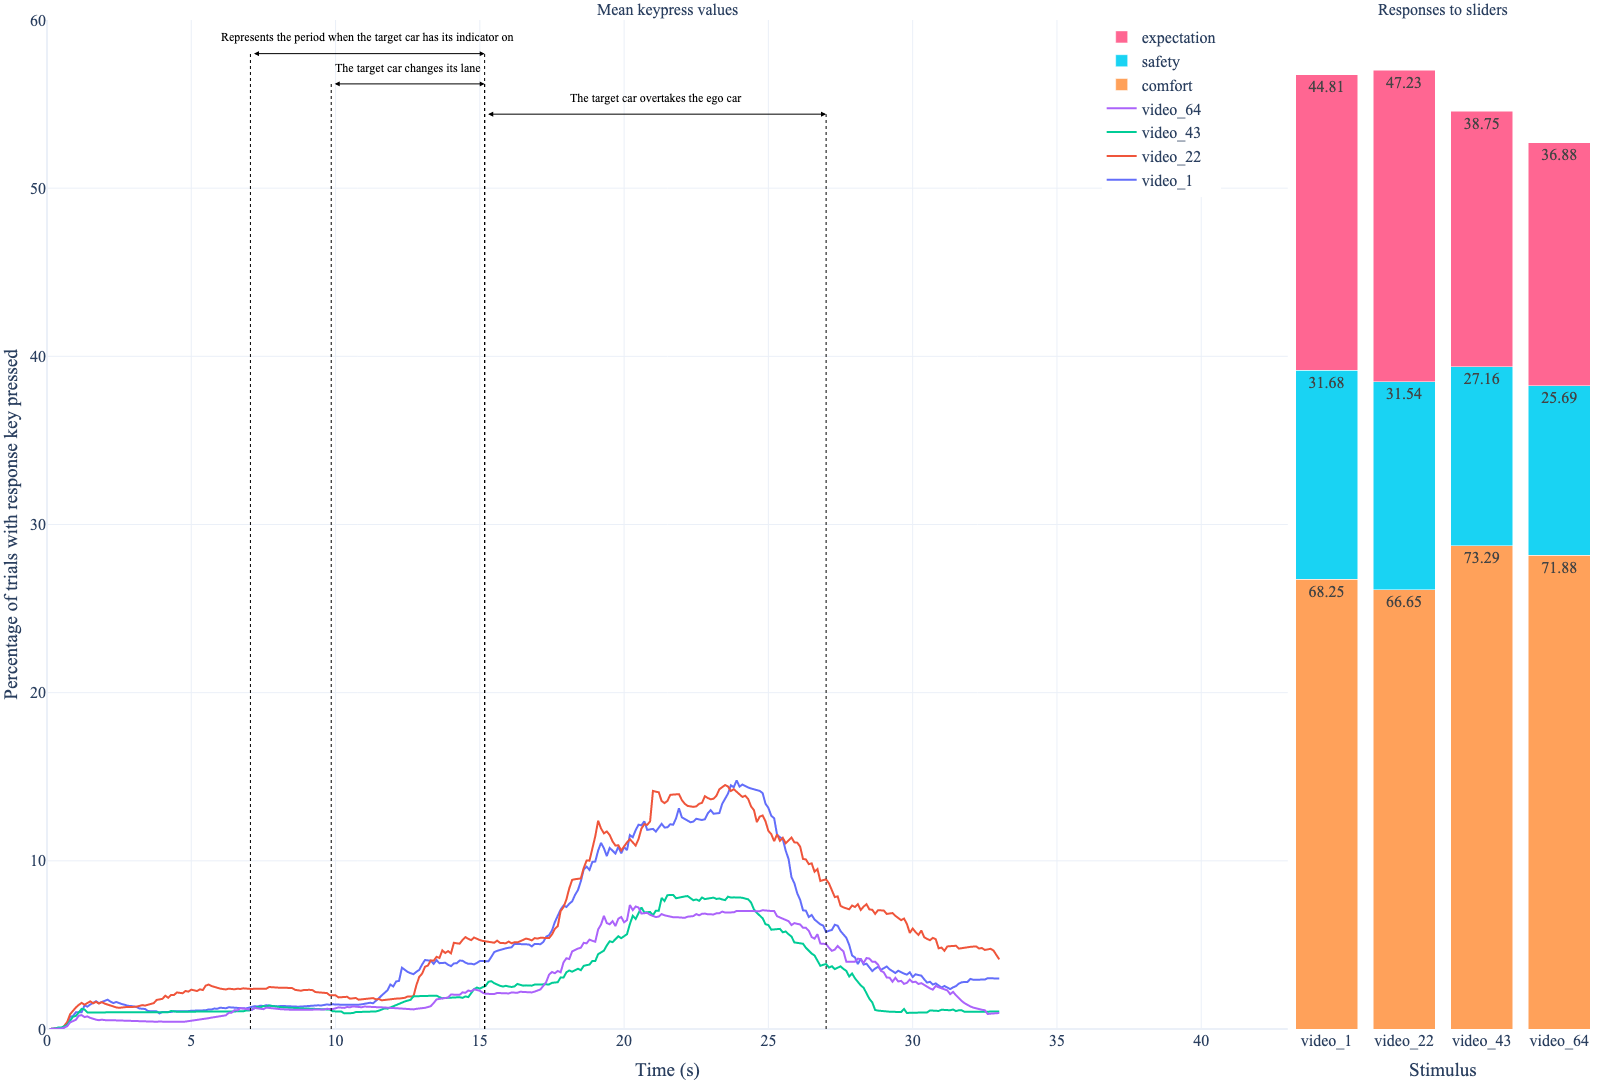 Mean keypress values
Responses to sliders
60
50
40
30
20
10
0
Percentage of trials with response key pressed
Represents the period when the target car has its indicator on
The target car changes its lane
The target car overtakes the ego car
expectation
safety
comfort
video_64
video_43
video_22
video_1
0 5 10 15 20 25 30 35 40
Time (s)
44.81 47.23 38.75 36.88
31.68 31.54 27.16 25.69
68.25 66.65 73.29 71.88
video_1 video_22 video_43 video_64
Stimulus